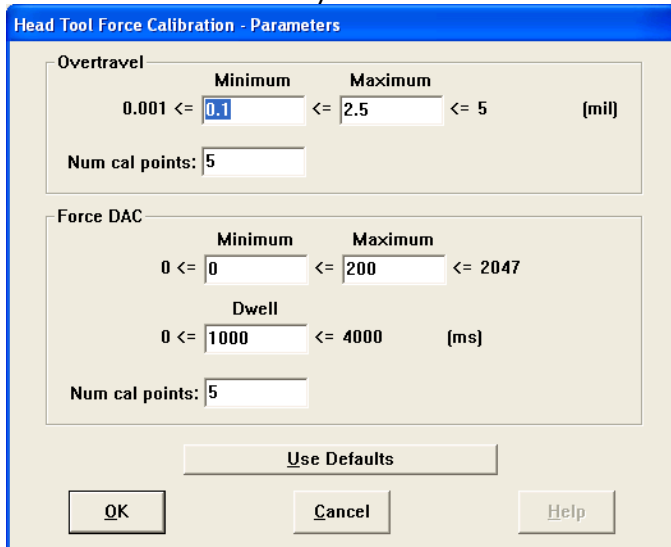 Head Tool Force Calibration - Parameters
Overtravel
Minimum Maximum
0.001 <= 0.1 <= 2.5 <= 5 (mil)
Num cal points: 5
Force DAC
Minimum Maximum
0 <= 0 <= 200 <= 2047
Dwell
0 <= 1000 <= 4000 (ms)
Num cal points: 5
Use Defaults
OK Cancel Help